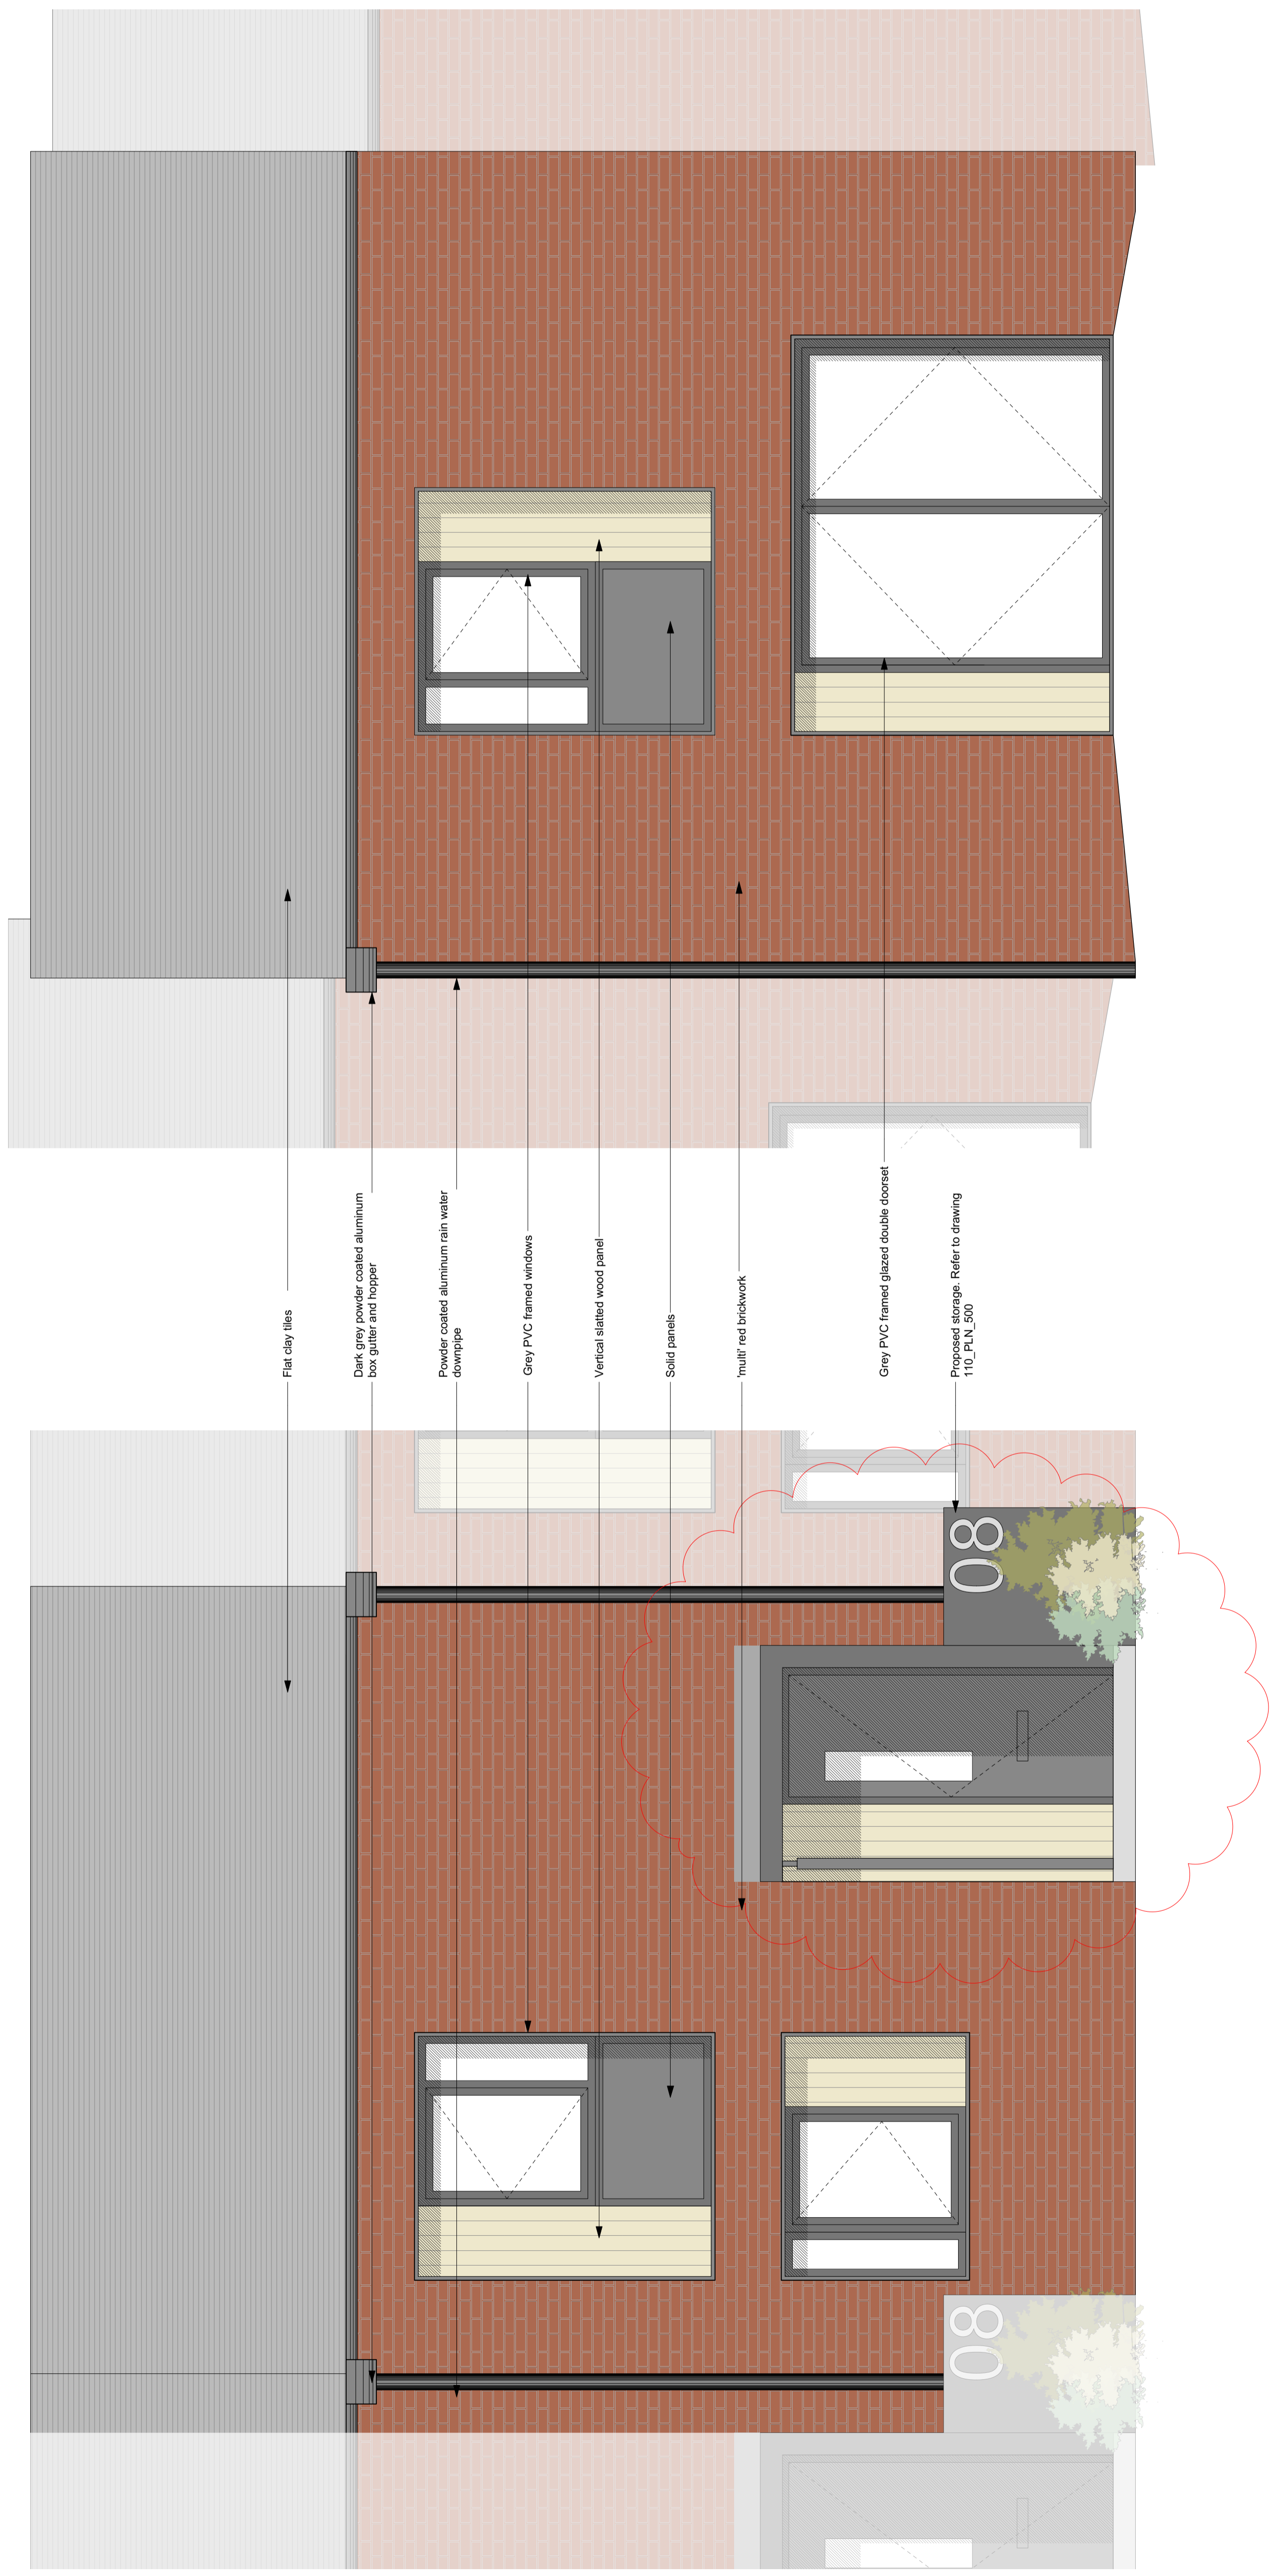 Flat clay tiles
Dark grey powder coated aluminum
box gutter and hopper
Powder coated aluminum rain water
downpipe
Grey PVC framed windows
Vertical slatted wood panel
Solid panels
'multi' red brickwork
Grey PVC framed glazed double doorset
Proposed storage. Refer to drawing
110_PLN_500
08
08